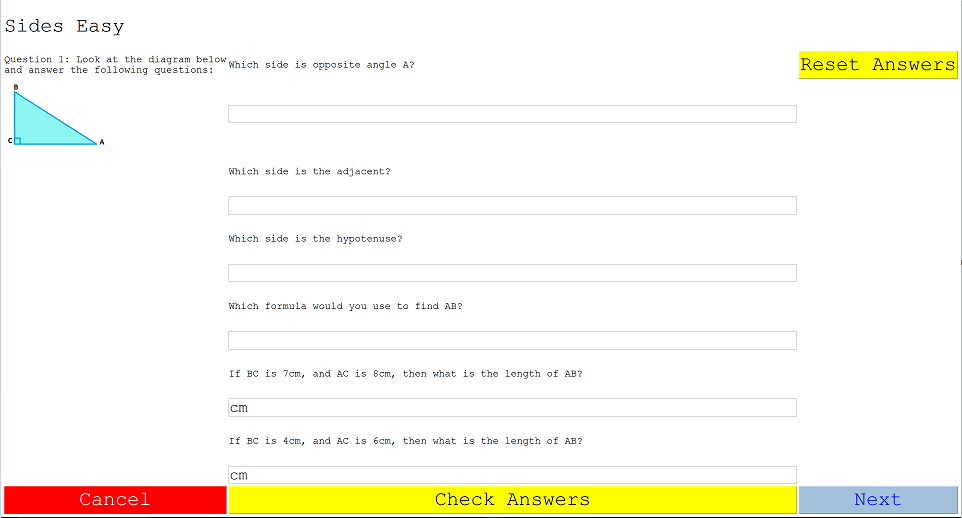 Sides Easy
Question 1: Look at the diagram below
and answer the following questions:
B
C
A
Which side is opposite angle A?
Reset Answers
Which side is the adjacent?
Which side is the hypotenuse?
Which formula would you use to find AB?
If BC is 7cm, and AC is 8cm, then what is the length of AB?
cm
If BC is 4cm, and AC is 6cm, then what is the length of AB?
cm
Cancel
Check Answers
Next